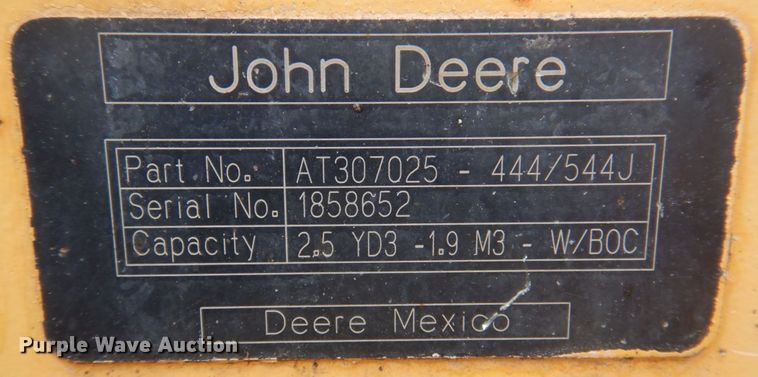 John Deere
Part No. AT307025 - 444/544J
Serial No. 1858652
Capacity 2.5 YD3 -1.9 M3 - W/BOC
Deere Mexico
Purple Wave Auction